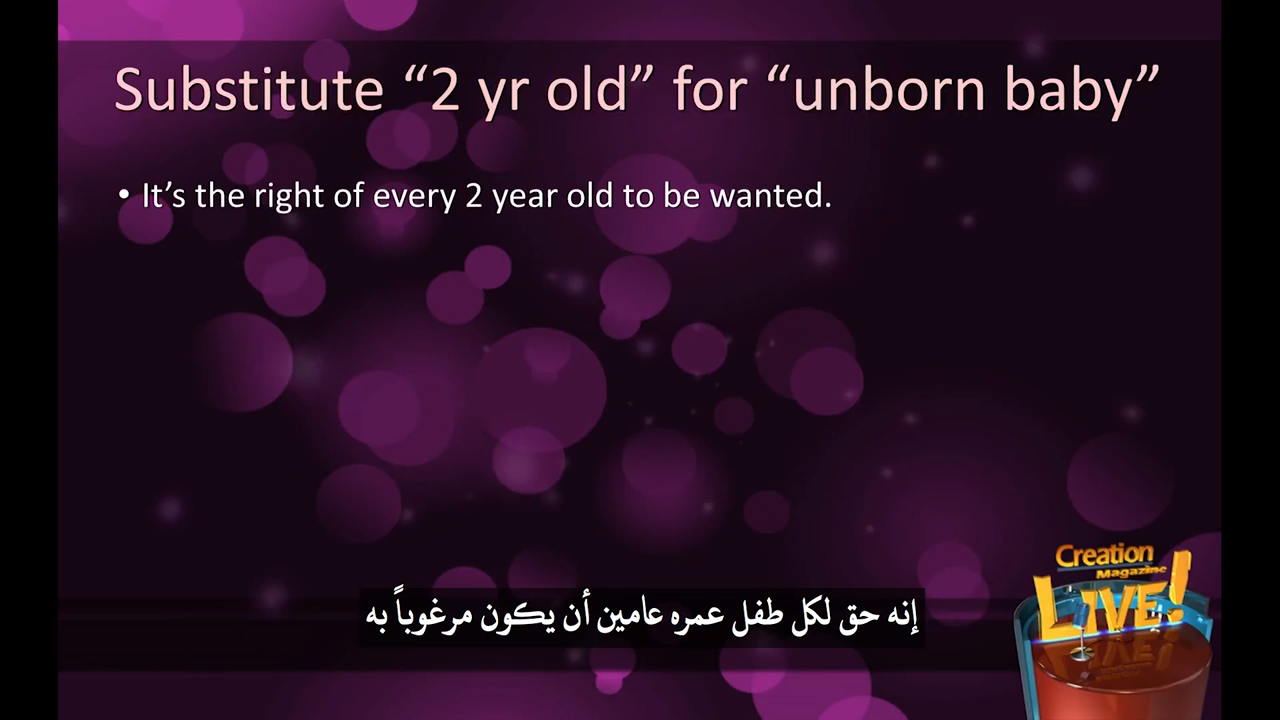 Substitute “2 yr old” for “unborn baby”
• It’s the right of every 2 year old to be wanted.
إنه حق لكل طفل عمره عامين أن يكون مرغوباً به
Creation
Magazine
LIVE!